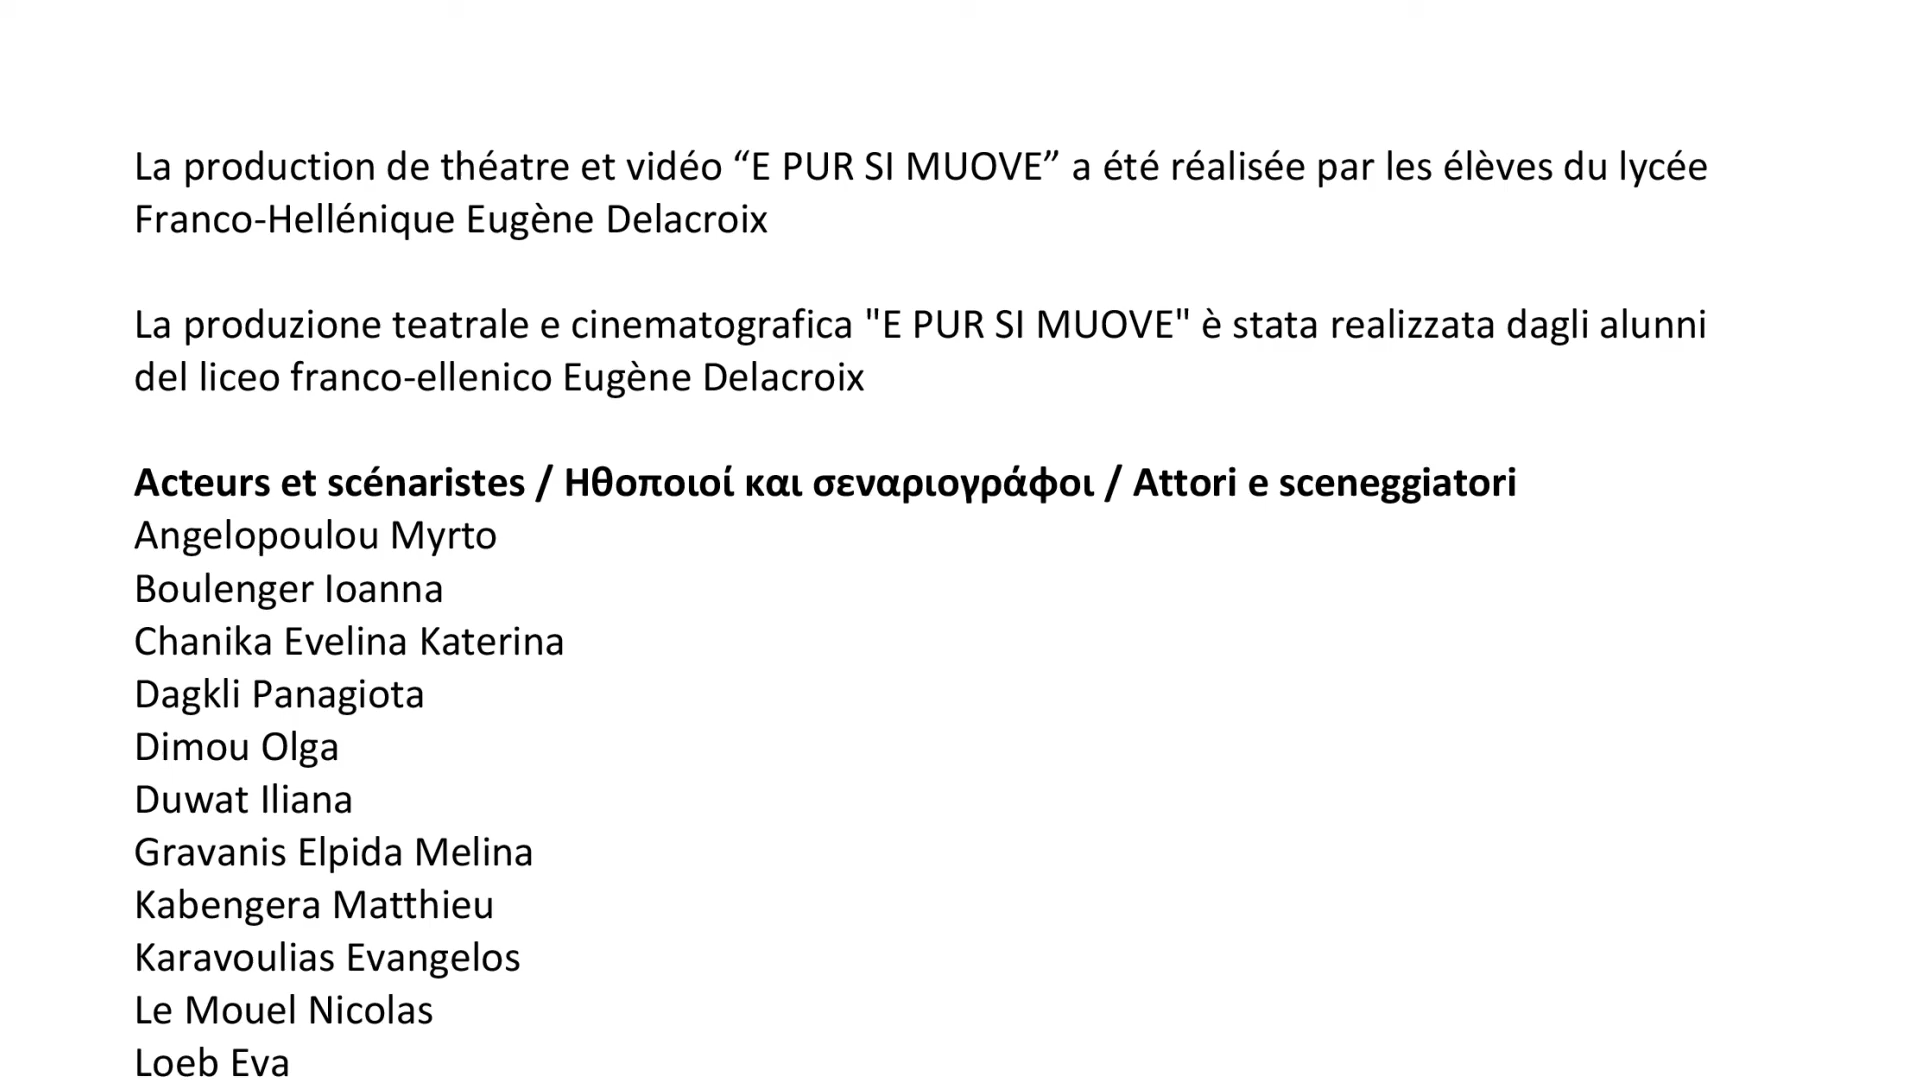 La production de théatre et vidéo “E PUR SI MUOVE” a été réalisée par les élèves du lycée
Franco-Hellénique Eugène Delacroix
La produzione teatrale e cinematografica "E PUR SI MUOVE" è stata realizzata dagli alunni
del liceo franco-ellenico Eugène Delacroix
Acteurs et scénaristes / Ηθοποιοί και σεναριογράφοι / Attori e sceneggiatori
Angelopoulou Myrto
Boulenger Ioanna
Chanika Evelina Katerina
Dagkli Panagiota
Dimou Olga
Duwat Iliana
Gravanis Elpida Melina
Kabengera Matthieu
Karavoulias Evangelos
Le Mouel Nicolas
Loeb Eva